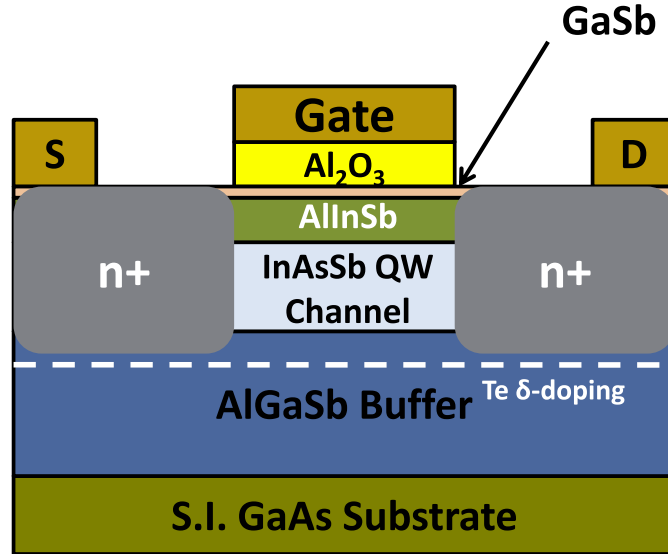 GaSb
Gate
S
D
Al₂O₃
AlInSb
n+
InAsSb QW
Channel
n+
Te δ-doping
AlGaSb Buffer
S.I. GaAs Substrate